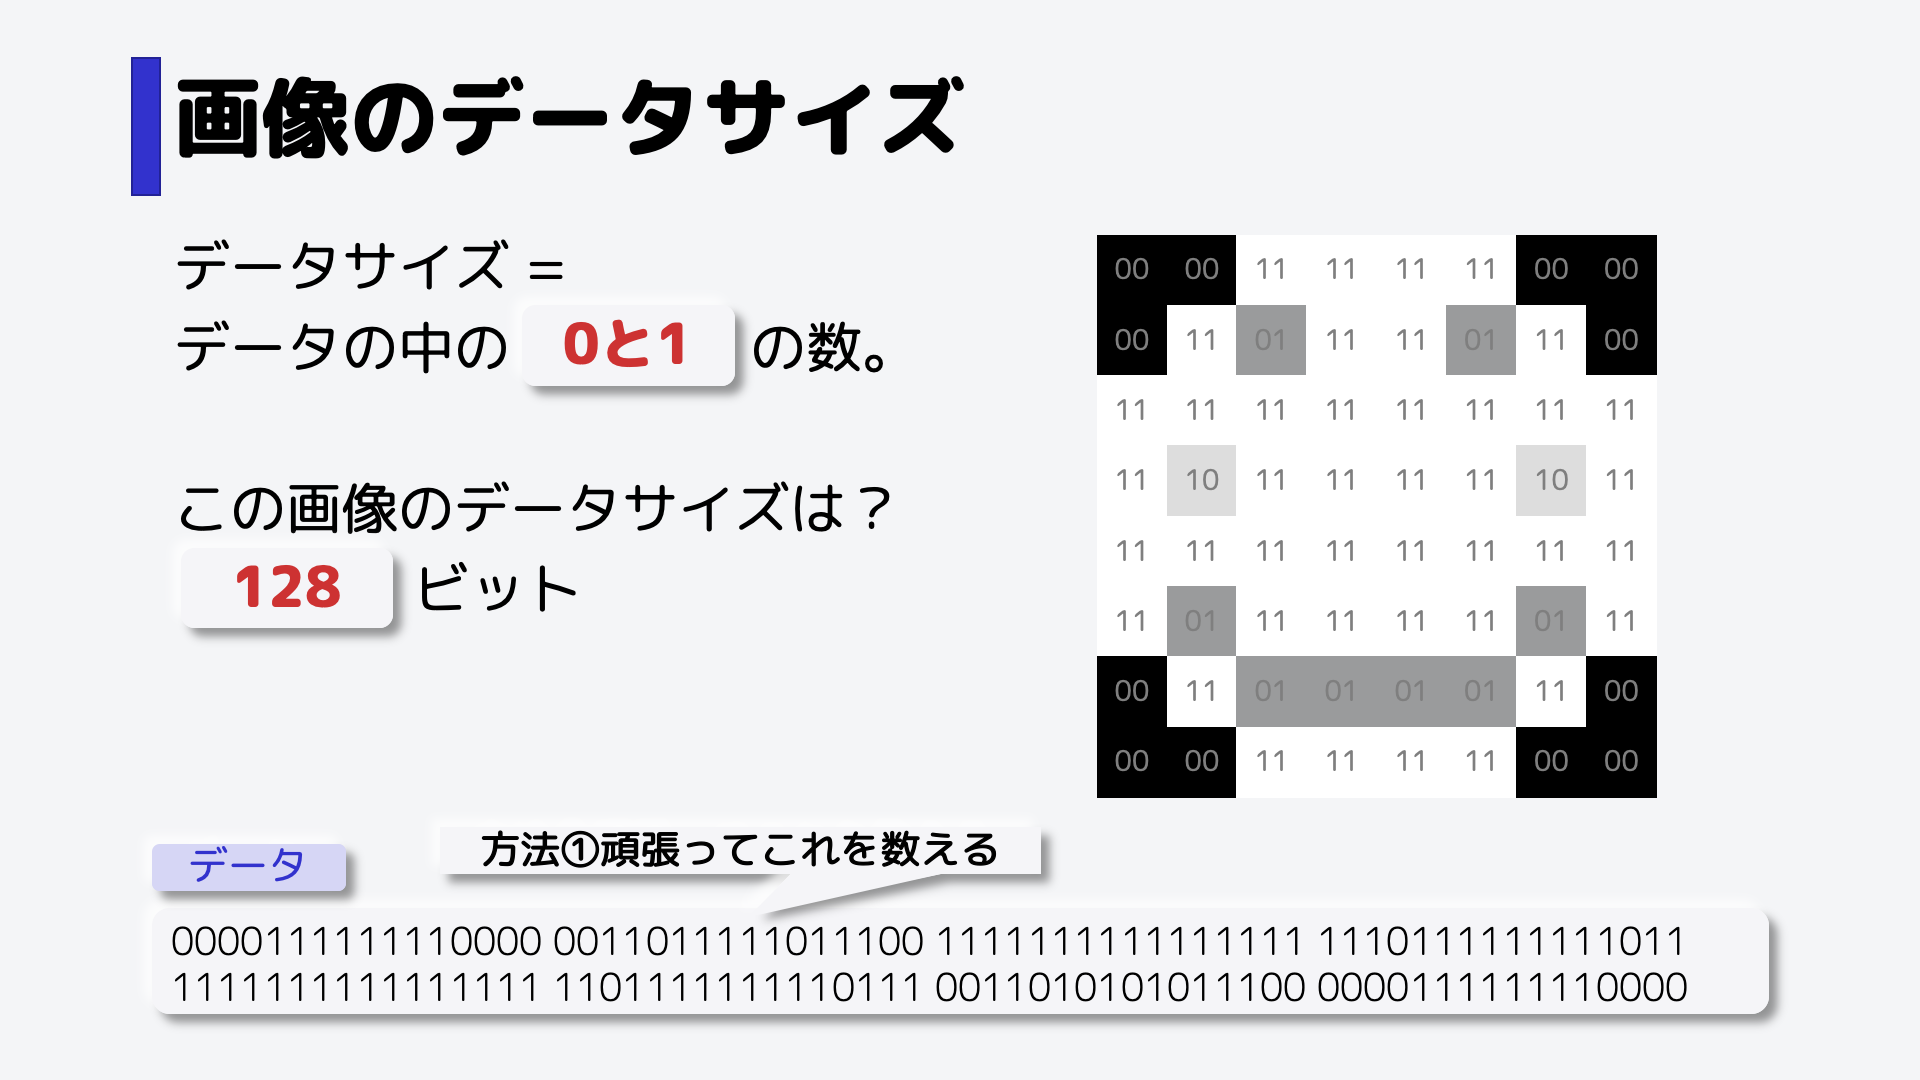 画像のデータサイズ
データサイズ =
データの中の 0と1 の数。
この画像のデータサイズは？
128 ビット
00 00 11 11 11 11 00 00
00 11 01 11 11 01 11 00
11 11 11 11 11 11 11 11
11 10 11 11 11 11 10 11
11 11 11 11 11 11 11 11
11 01 11 11 11 11 01 11
00 11 01 01 01 01 11 00
00 00 11 11 11 11 00 00
方法①頑張ってこれを数える
データ
0000111111110000 0011011111011100 1111111111111111 1110111111111011
1111111111111111 1101111111110111 0011010101011100 0000111111110000